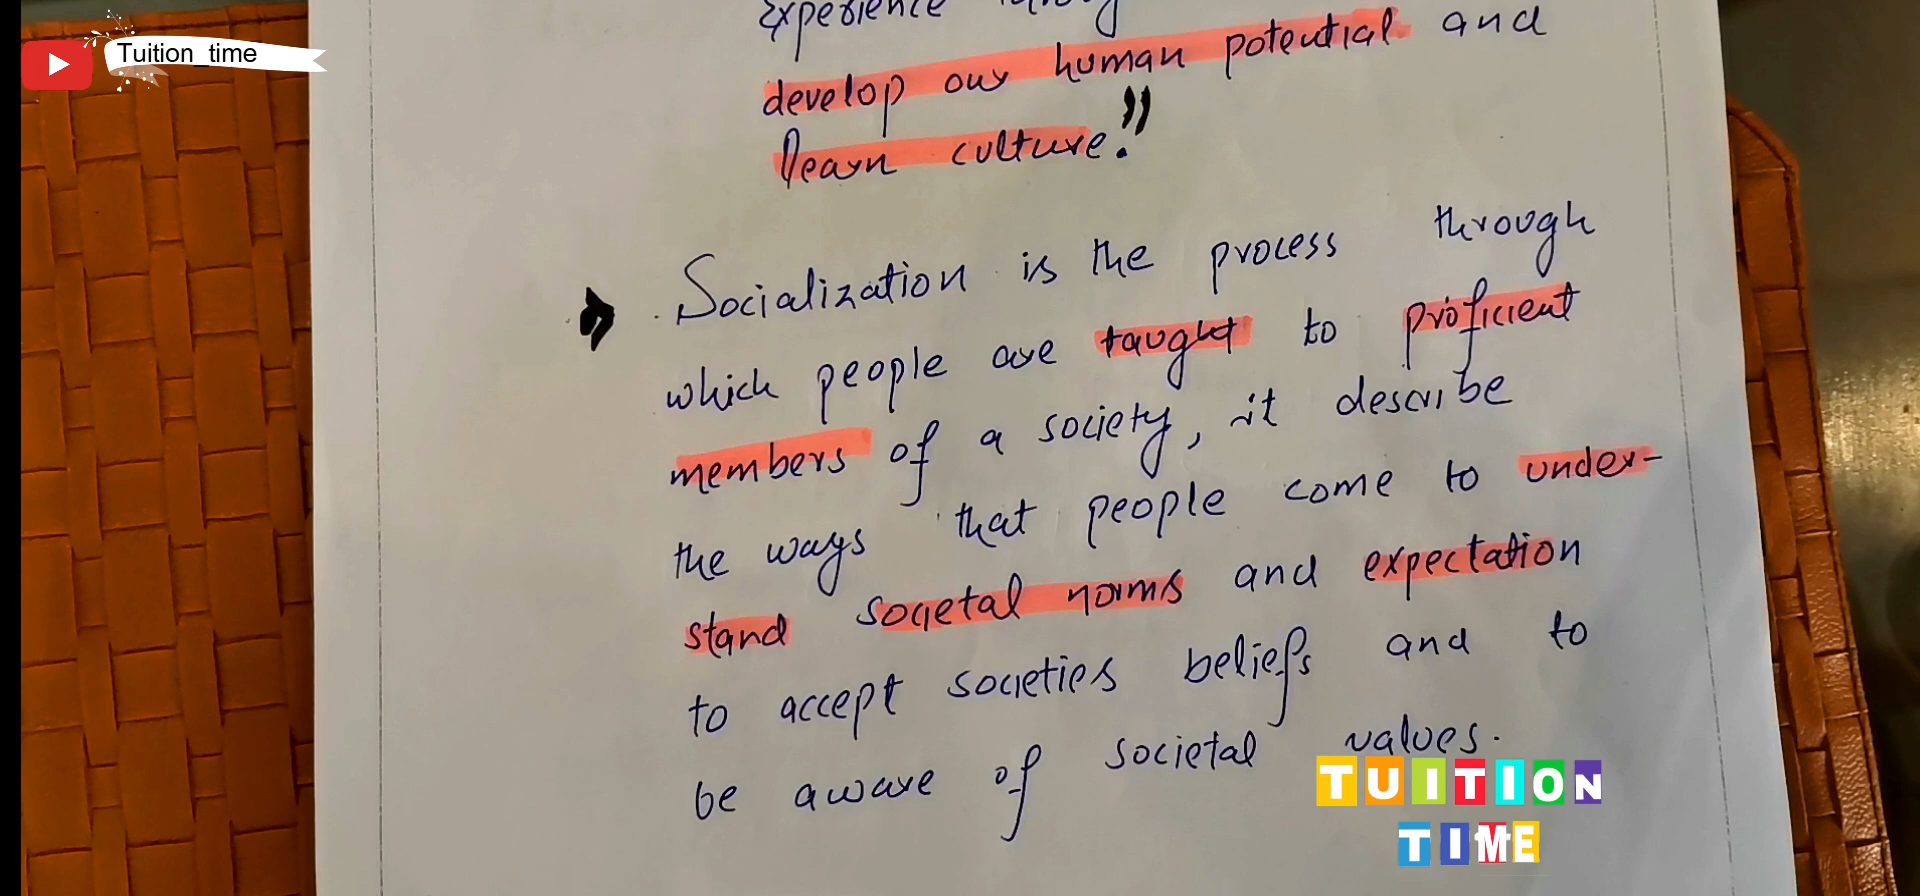 Tuition_time
Experience
develop our human potential and
learn culture."
Socialization is the process through
which people are taught to proficient
members of a society, it describe
the ways that people come to under-
stand societal norms and expectation
to accept societies beliefs and to
be aware of societal values.
TUITION
TIME